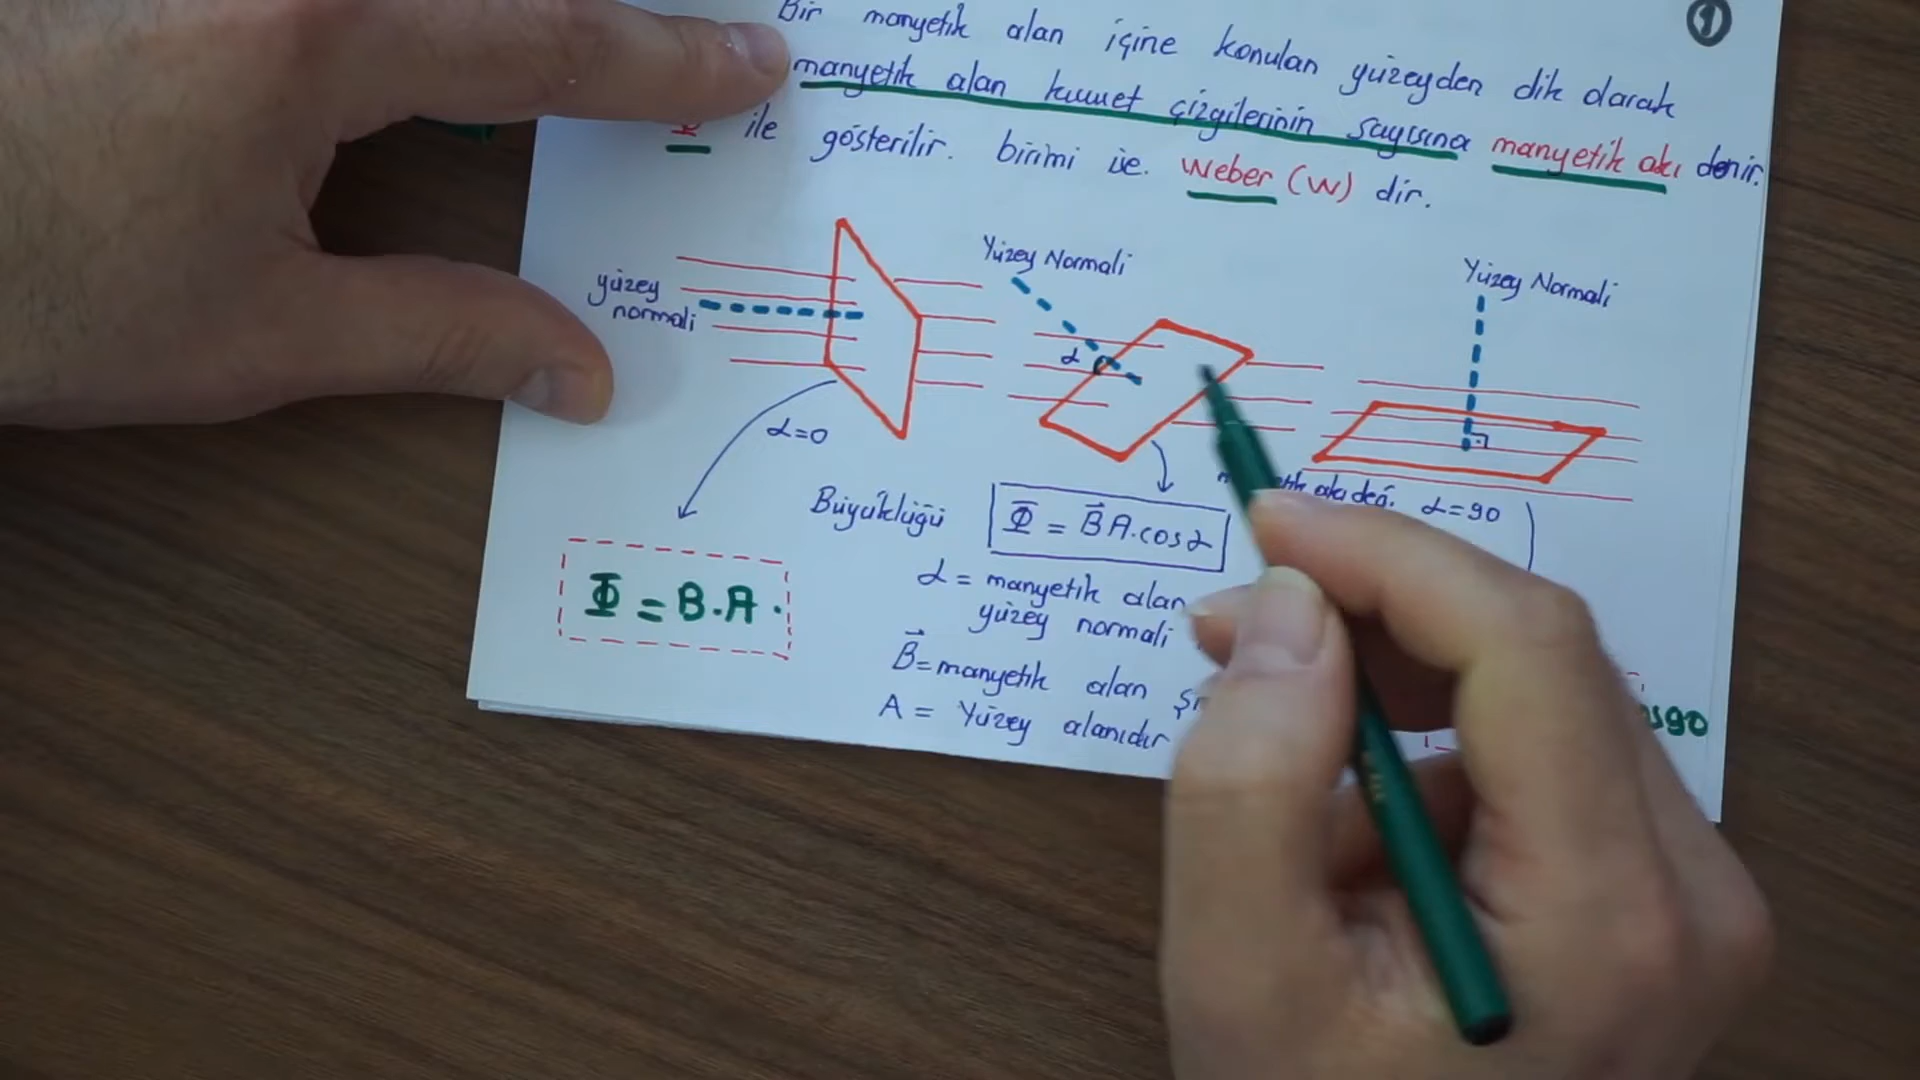 ①
Bir manyetik alan içine konulan yüzeyden dik olarak
manyetik alan kuvvet çizgilerinin sayısına manyetik akı denir.
Φ ile gösterilir. birimi ise. Weber (W) dir.
yüzey
normali
Yüzey Normali
Yüzey Normali
α
α=0
α=90
akı değ.
Büyüklüğü
Φ = B⃗ A.cosα
Φ = B.A.
α = manyetik alan
yüzey normali
B⃗ = manyetik alan
A = Yüzey alanıdır